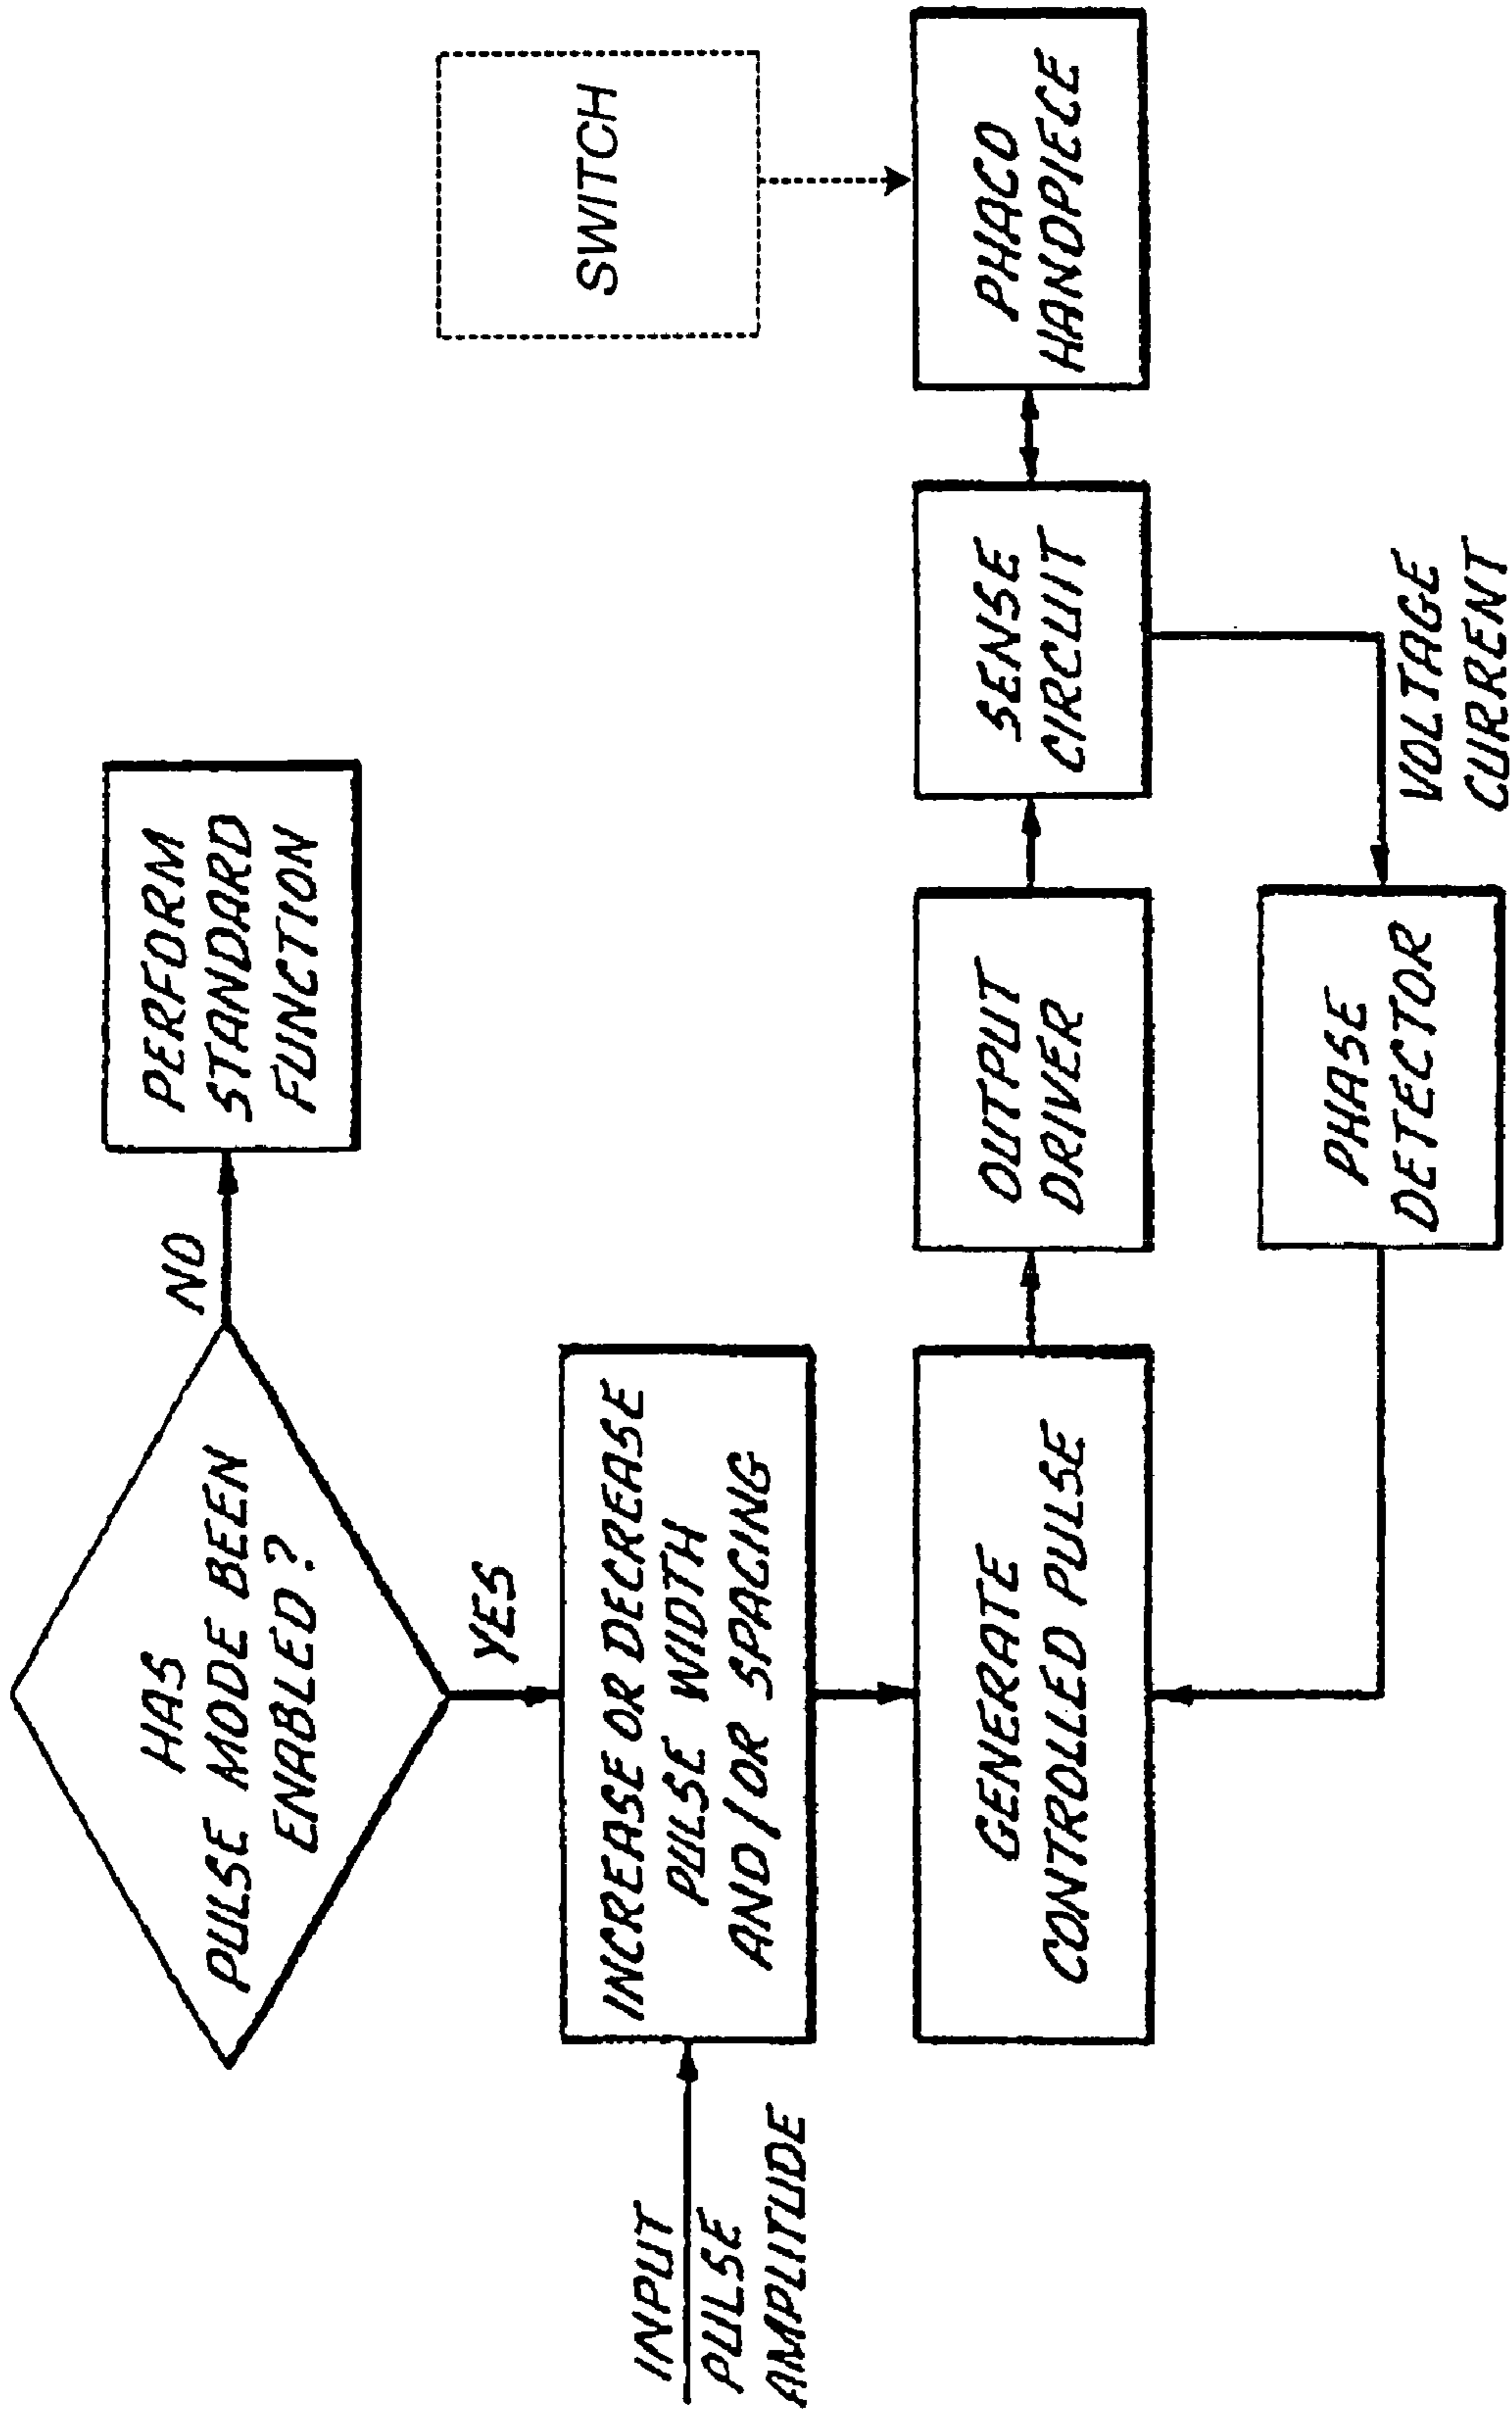 HAS
PULSE MODE BEEN
ENABLED?
NO
PERFORM
STANDARD
FUNCTION
YES
SWITCH
INPUT
PULSE
AMPLITUDE
INCREASE OR DECREASE
PULSE WIDTH
AND/OR SPACING
GENERATE
CONTROLLED PULSE
OUTPUT
DRIVER
SENSE
CIRCUIT
PHACO
HANDPIECE
PHASE
DETECTOR
VOLTAGE
CURRENT